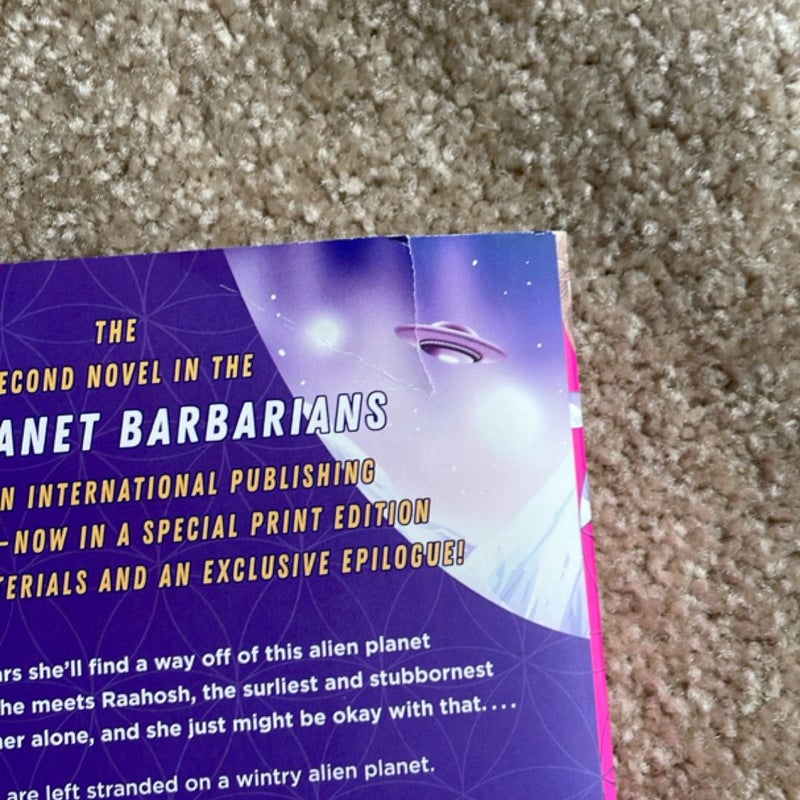 THE
ECOND NOVEL IN THE
ANET BARBARIANS
N INTERNATIONAL PUBLISHING
—NOW IN A SPECIAL PRINT EDITION
TERIALS AND AN EXCLUSIVE EPILOGUE!
ars she'll find a way off of this alien planet
he meets Raahosh, the surliest and stubbornest
er alone, and she just might be okay with that....
are left stranded on a wintry alien planet.